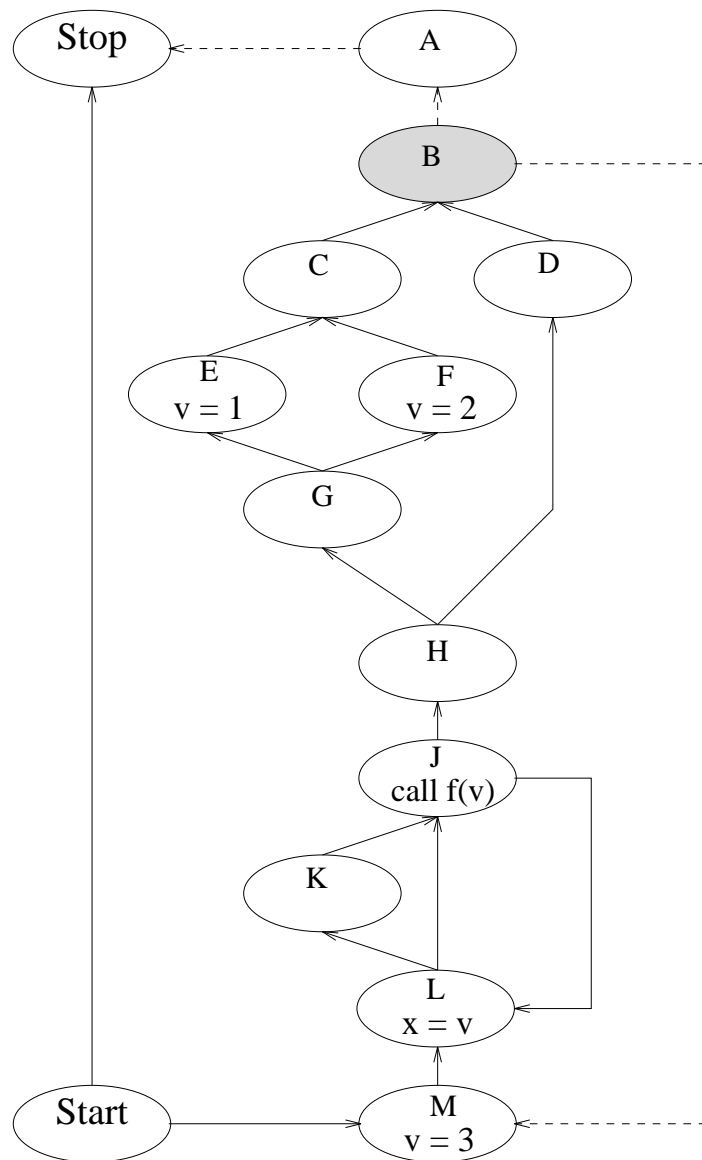 Stop
A
B
C
D
E
v = 1
F
v = 2
G
H
J
call f(v)
K
L
x = v
Start
M
v = 3